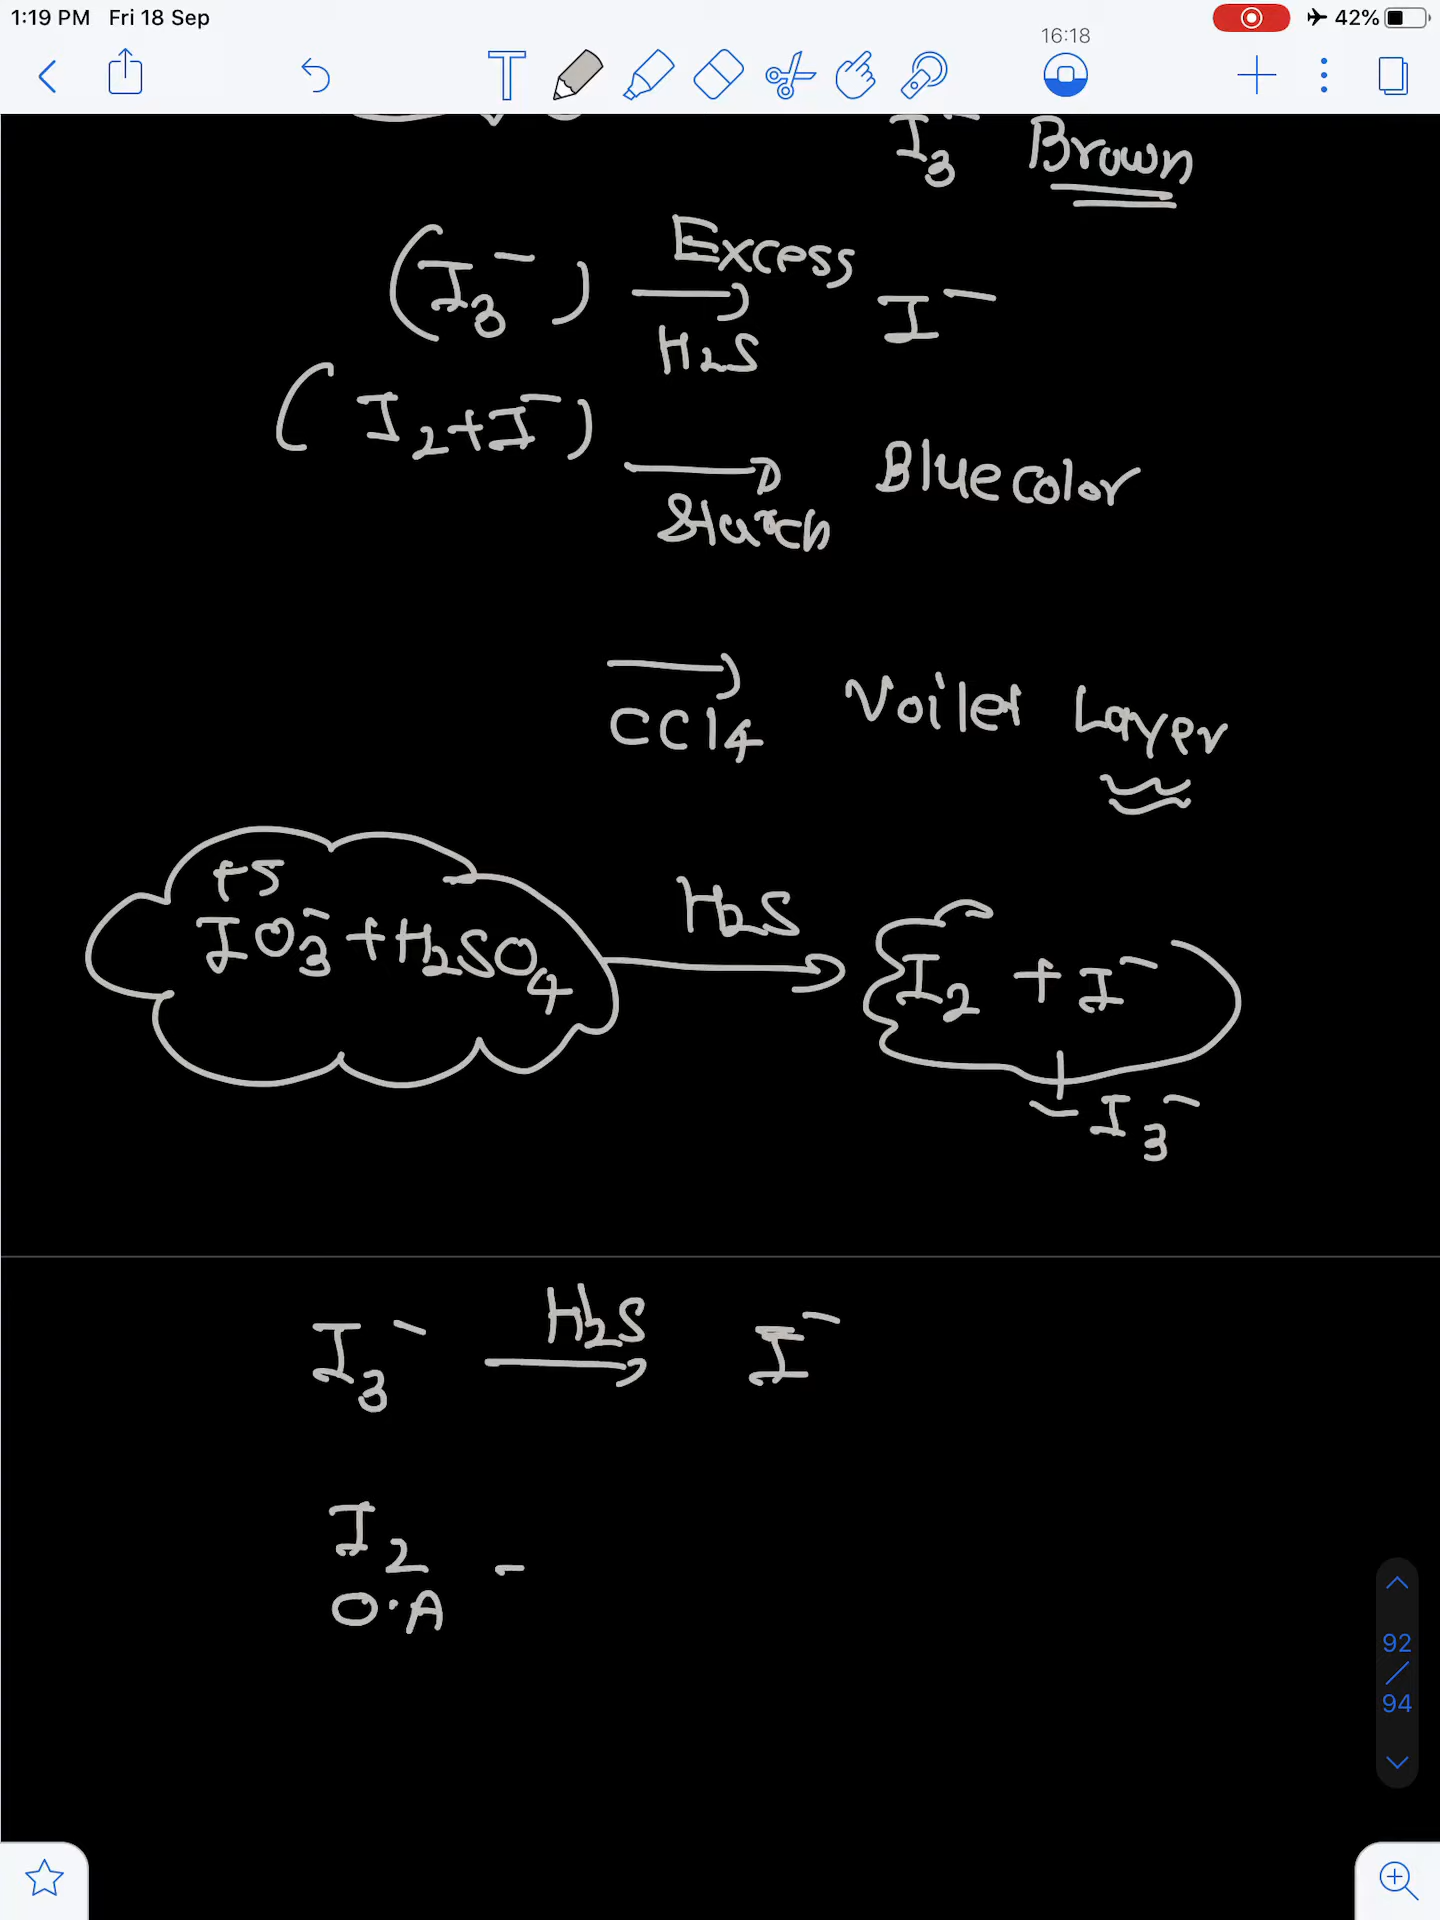 1:19 PM Fri 18 Sep
42%
16:18
T
I3⁻ Brown
(I3⁻) Excess H2S I⁻
(I2+I⁻)
Starch Blue color
CCl4 Voilet Layer
+5
IO3⁻ + H2SO4 H2S I2 + I⁻
I3⁻
I3⁻ H2S I⁻
I2 -
O.A
92
/
94